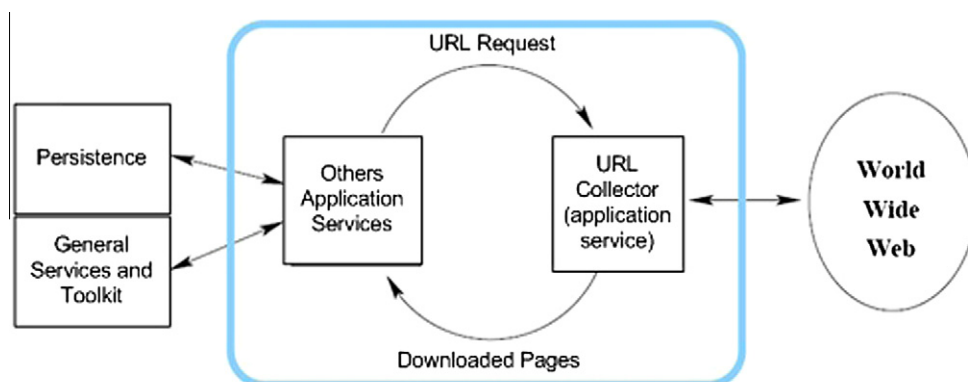 URL Request
Persistence
General
Services and
Toolkit
Others
Application
Services
URL
Collector
(application
service)
World
Wide
Web
Downloaded Pages